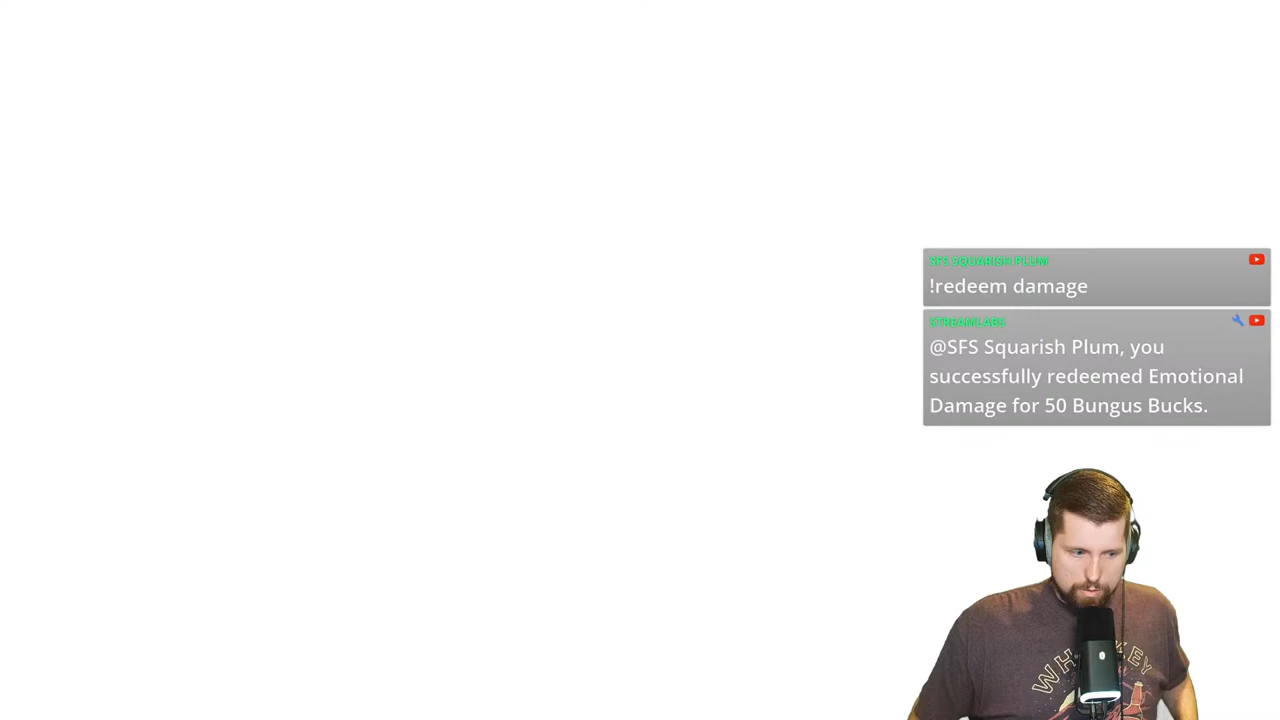 SFS SQUARISH PLUM
!redeem damage
STREAMLABS
@SFS Squarish Plum, you
successfully redeemed Emotional
Damage for 50 Bungus Bucks.